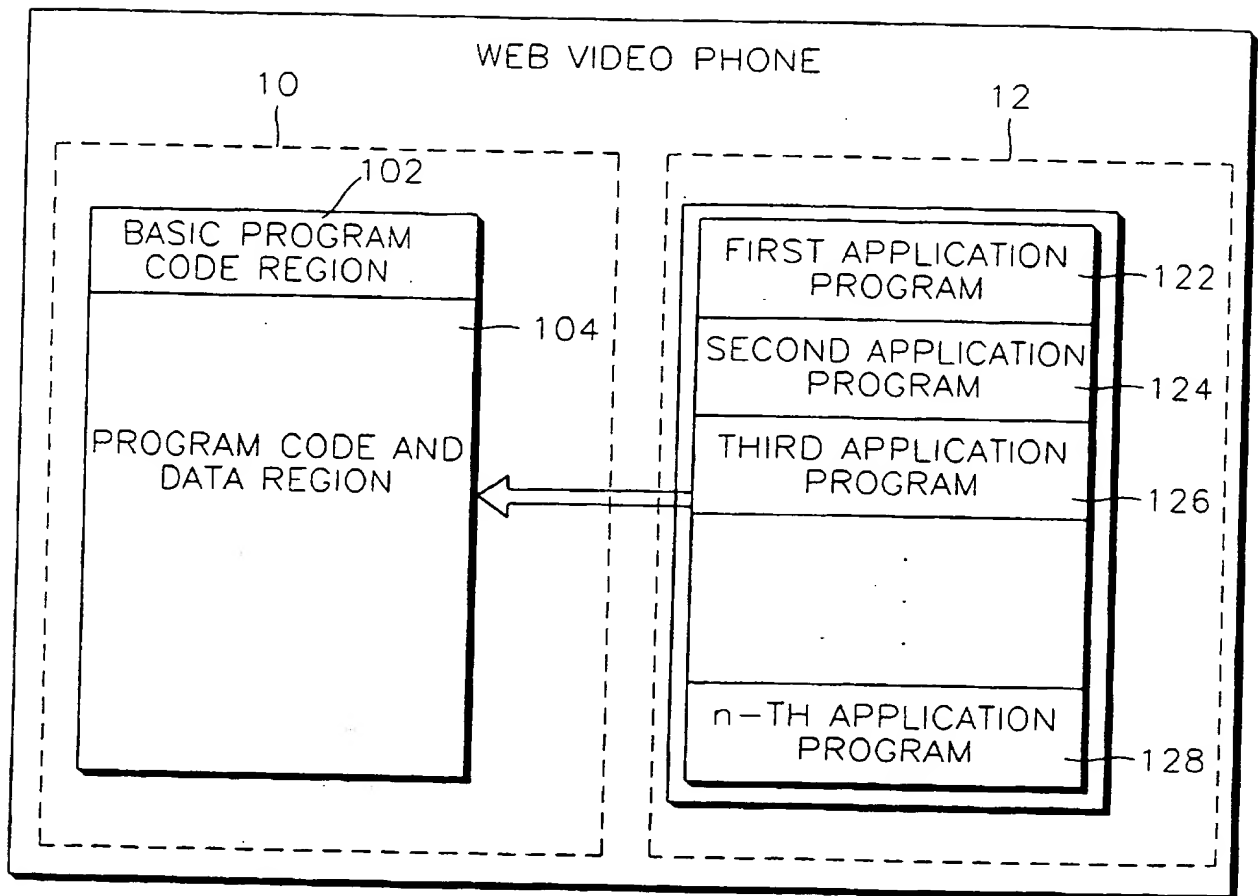 WEB VIDEO PHONE
10
12
102
BASIC PROGRAM
CODE REGION
104
PROGRAM CODE AND
DATA REGION
FIRST APPLICATION
PROGRAM
122
SECOND APPLICATION
PROGRAM
124
THIRD APPLICATION
PROGRAM
126
n-TH APPLICATION
PROGRAM
128